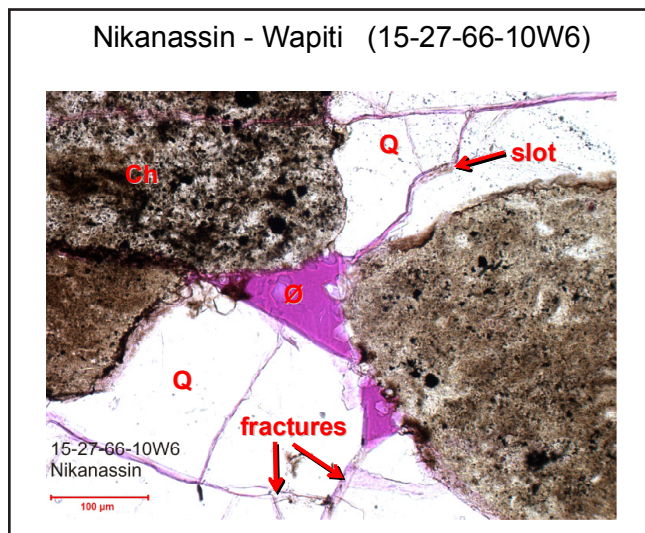 Nikanassin - Wapiti (15-27-66-10W6)
Q
slot
Ch
Ø
Q
fractures
15-27-66-10W6
Nikanassin
100 µm